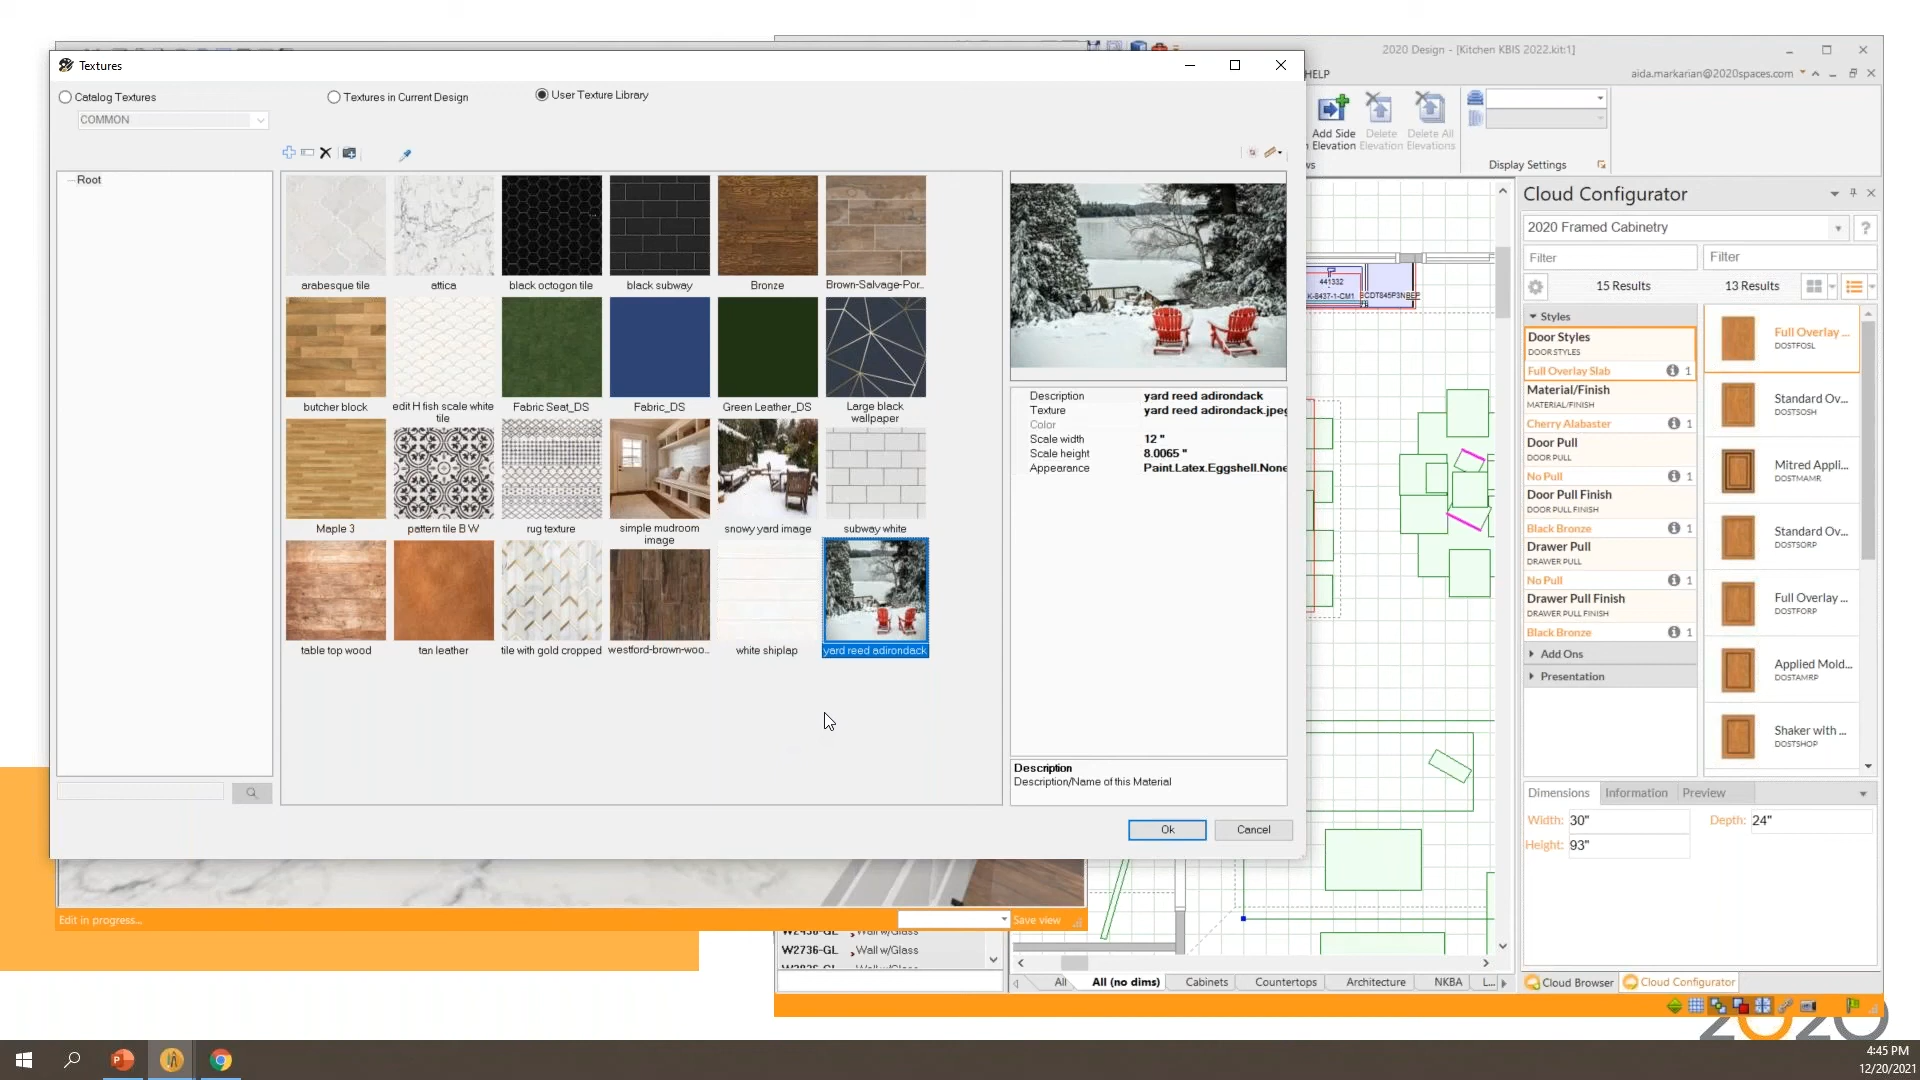 Textures
Catalog Textures
Textures in Current Design
User Texture Library
COMMON
Root
arabesque tile
attica
black octogon tile
black subway
Bronze
Brown-Salvage-Por...
butcher block
edit H fish scale white
tile
Fabric Seat_DS
Fabric_DS
Green Leather_DS
Large black
wallpaper
Maple 3
pattern tile B W
rug texture
simple mudroom
image
snowy yard image
subway white
table top wood
tan leather
tile with gold cropped
westford-brown-woo...
white shiplap
yard reed adirondack
Description yard reed adirondack
Texture yard reed adirondack.jpeg
Color
Scale width 12 "
Scale height 8.0065 "
Appearance Paint.Latex.Eggshell.None
Description
Description/Name of this Material
Ok
Cancel
Edit in progress...
Save view
2020 Design - [Kitchen KBIS 2022.kit:1]
HELP
aida.markarian@2020spaces.com
Add Side
Elevation
Delete
Elevation
Delete All
Elevations
Display Settings
441332
K-8437-1-CM1
Cloud Configurator
2020 Framed Cabinetry
?
Filter
Filter
15 Results
13 Results
Styles
Door Styles
DOOR STYLES
Full Overlay Slab 1
Material/Finish
MATERIAL/FINISH
Cherry Alabaster 1
Door Pull
DOOR PULL
No Pull 1
Door Pull Finish
DOOR PULL FINISH
Black Bronze 1
Drawer Pull
DRAWER PULL
No Pull 1
Drawer Pull Finish
DRAWER PULL FINISH
Black Bronze 1
Add Ons
Presentation
Full Overlay ...
DOSTFOSL
Standard Ov...
DOSTSOSH
Mitred Appli...
DOSTMAMR
Standard Ov...
DOSTSORP
Full Overlay ...
DOSTFORP
Applied Mold...
DOSTAMRP
Shaker with ...
DOSTSHOP
Dimensions
Information
Preview
Width: 30"
Depth: 24"
Height: 93"
W2736-GL Wall w/Glass
All
All (no dims)
Cabinets
Countertops
Architecture
NKBA
L...
Cloud Browser
Cloud Configurator
2020
4:45 PM
12/20/2021